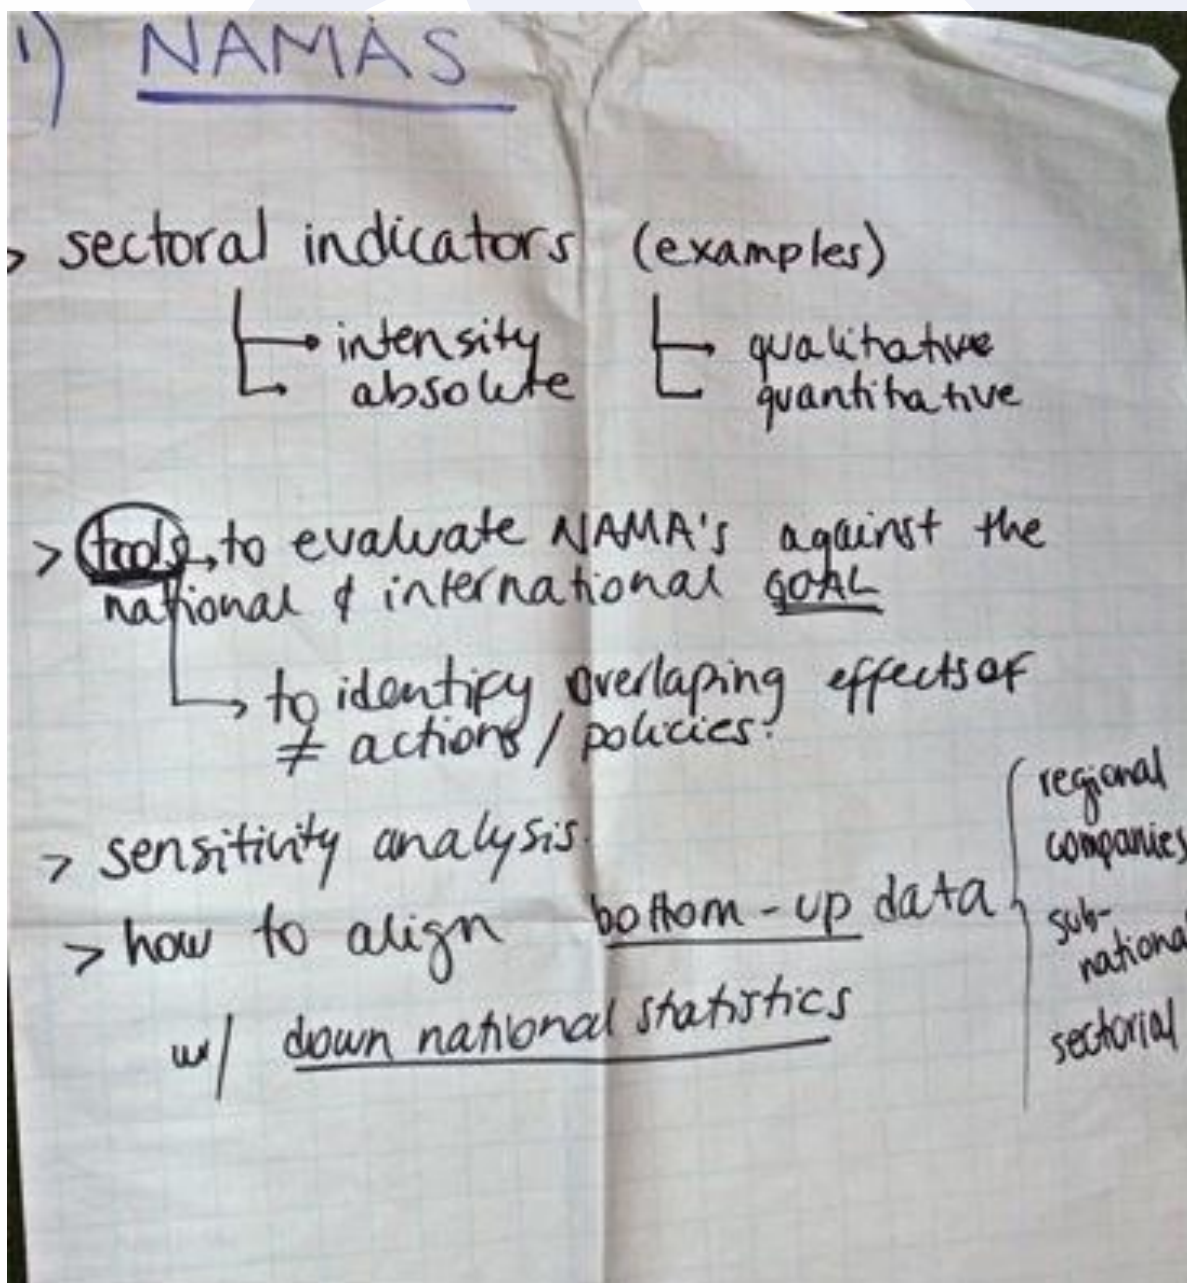 1) NAMAS
> sectoral indicators (examples)
→ intensity → qualitative
absolute quantitative
> tools → to evaluate NAMA's against the
national & international GOAL
→ to identify overlaping effects of
≠ actions / policies.
> sensitivity analysis.
> how to align bottom-up data
w/ down national statistics
regional
companies
sub-
national
sectorial